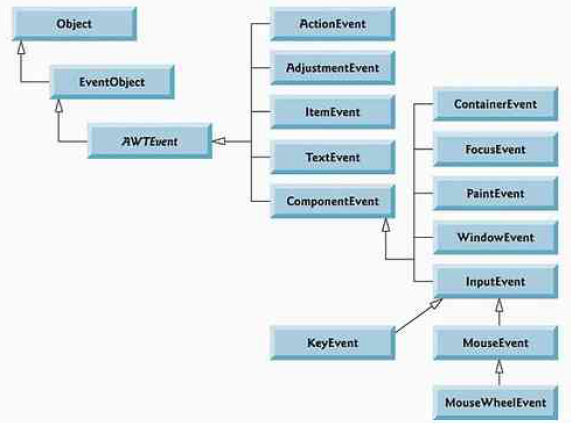 Object
ActionEvent
EventObject
AdjustmentEvent
ContainerEvent
ItemEvent
AWTEvent
FocusEvent
TextEvent
PaintEvent
ComponentEvent
WindowEvent
InputEvent
KeyEvent
MouseEvent
MouseWheelEvent